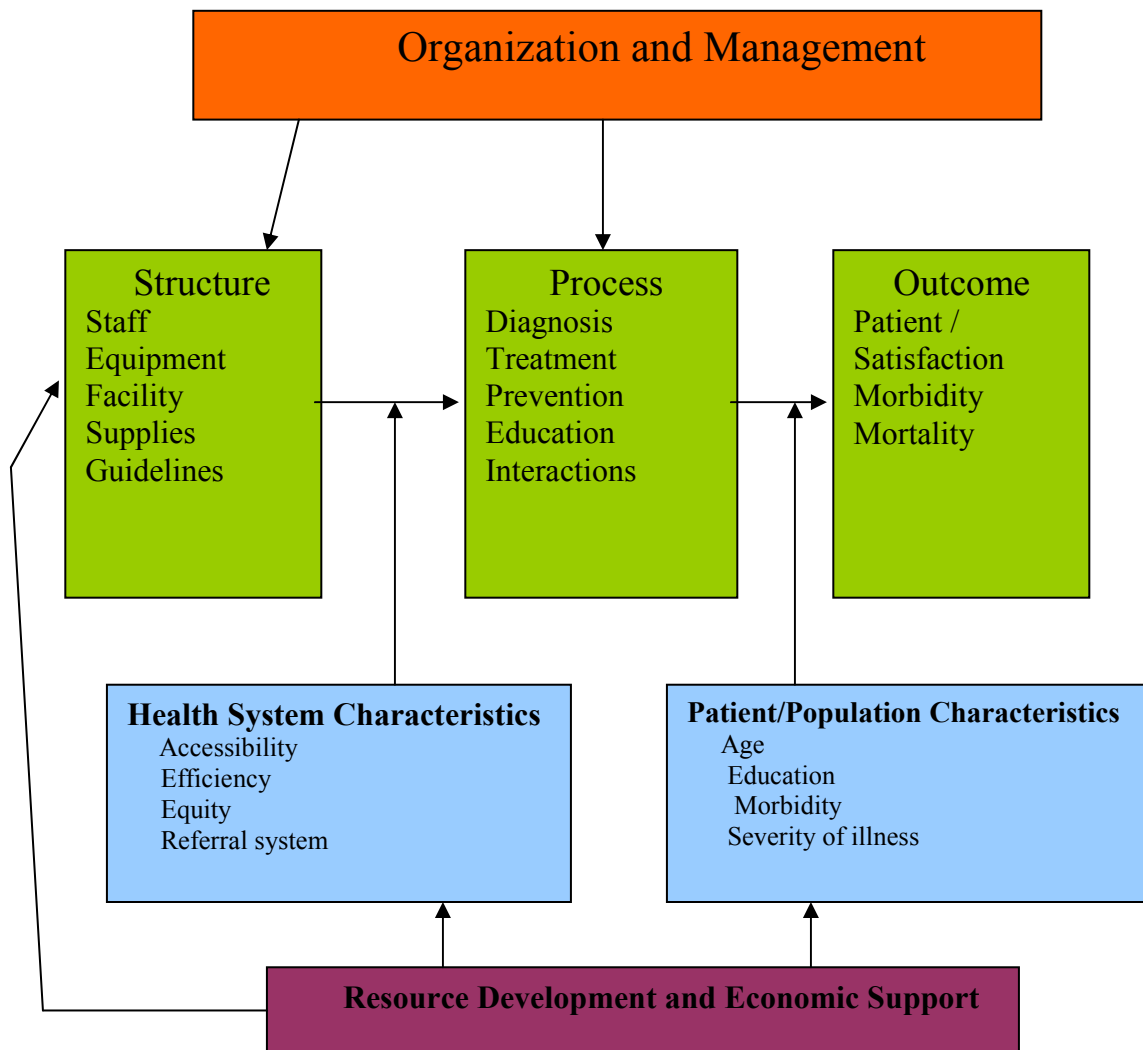 Organization and Management
Structure
Staff
Equipment
Facility
Supplies
Guidelines
Process
Diagnosis
Treatment
Prevention
Education
Interactions
Outcome
Patient /
Satisfaction
Morbidity
Mortality
Health System Characteristics
Accessibility
Efficiency
Equity
Referral system
Patient/Population Characteristics
Age
Education
Morbidity
Severity of illness
Resource Development and Economic Support